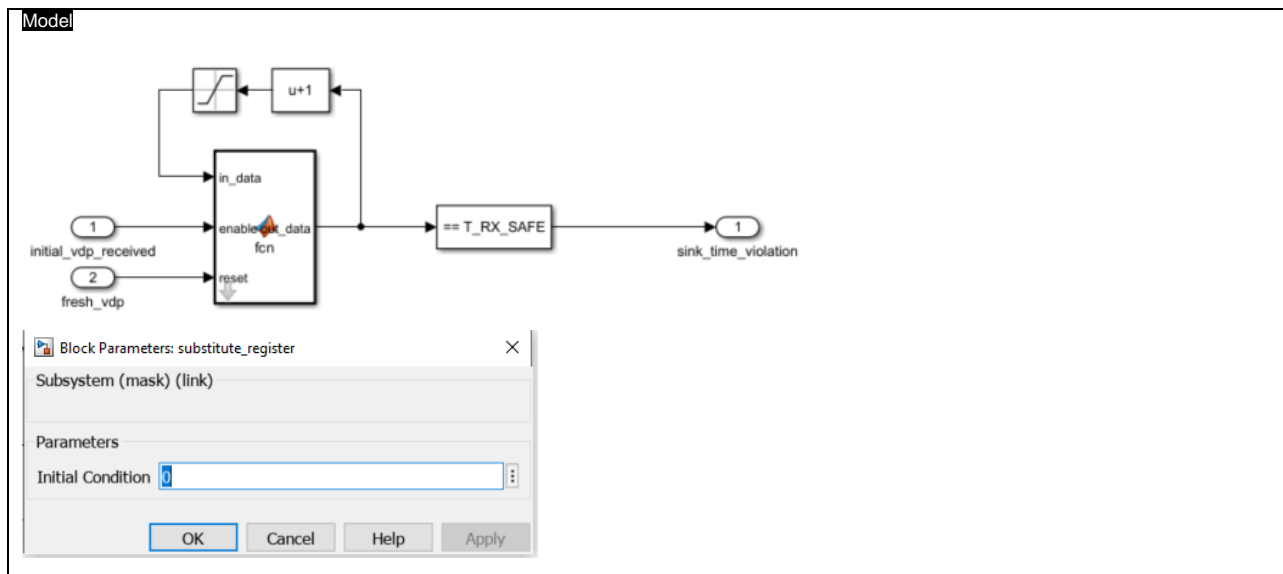 Model
u+1
in_data
1
enable out_data
== T_RX_SAFE
1
initial_vdp_received
fcn
sink_time_violation
2
reset
fresh_vdp
Block Parameters: substitute_register
Subsystem (mask) (link)
Parameters
Initial Condition 0
OK Cancel Help Apply